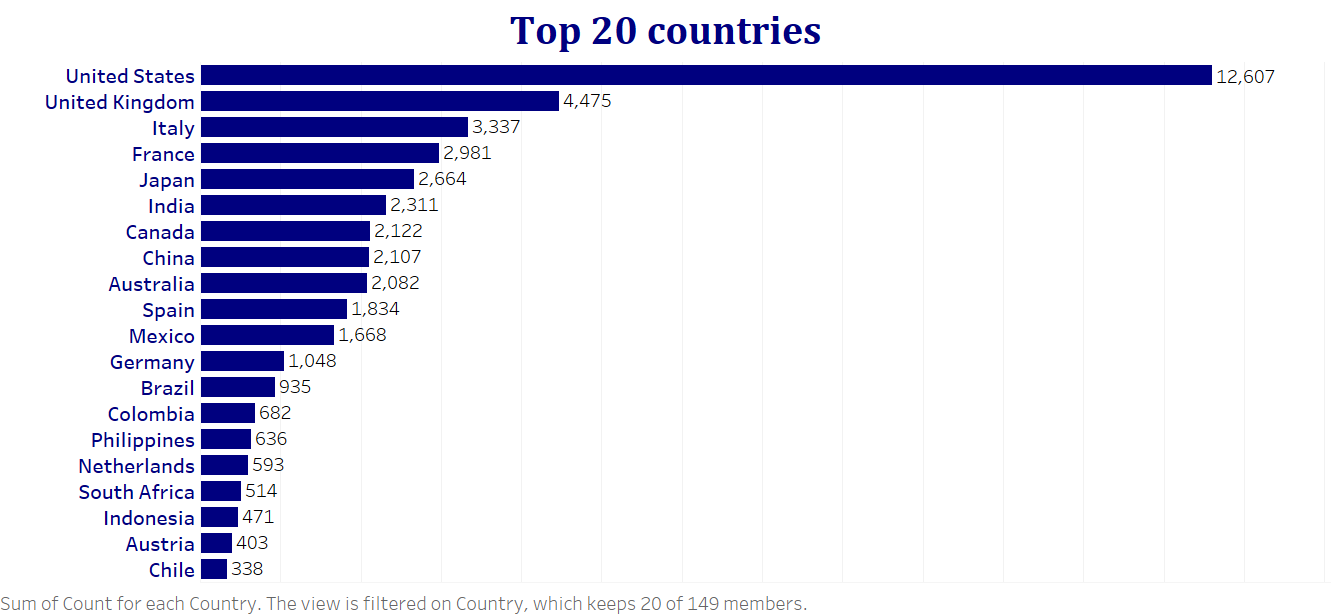 Top 20 countries
United States 12,607
United Kingdom 4,475
Italy 3,337
France 2,981
Japan 2,664
India 2,311
Canada 2,122
China 2,107
Australia 2,082
Spain 1,834
Mexico 1,668
Germany 1,048
Brazil 935
Colombia 682
Philippines 636
Netherlands 593
South Africa 514
Indonesia 471
Austria 403
Chile 338
Sum of Count for each Country. The view is filtered on Country, which keeps 20 of 149 members.